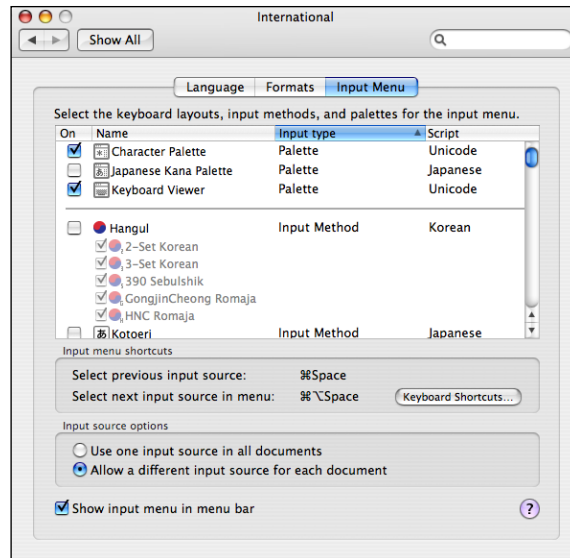 International
Show All
Language Formats Input Menu
Select the keyboard layouts, input methods, and palettes for the input menu.
On Name Input type Script
Character Palette Palette Unicode
あ Japanese Kana Palette Palette Japanese
Keyboard Viewer Palette Unicode
Hangul Input Method Korean
2-Set Korean
3-Set Korean
390 Sebulshik
GongjinCheong Romaja
HNC Romaja
あ Kotoeri Input Method Japanese
Input menu shortcuts
Select previous input source: ⌘Space
Select next input source in menu: ⌘⌥Space Keyboard Shortcuts...
Input source options
Use one input source in all documents
Allow a different input source for each document
Show input menu in menu bar ?